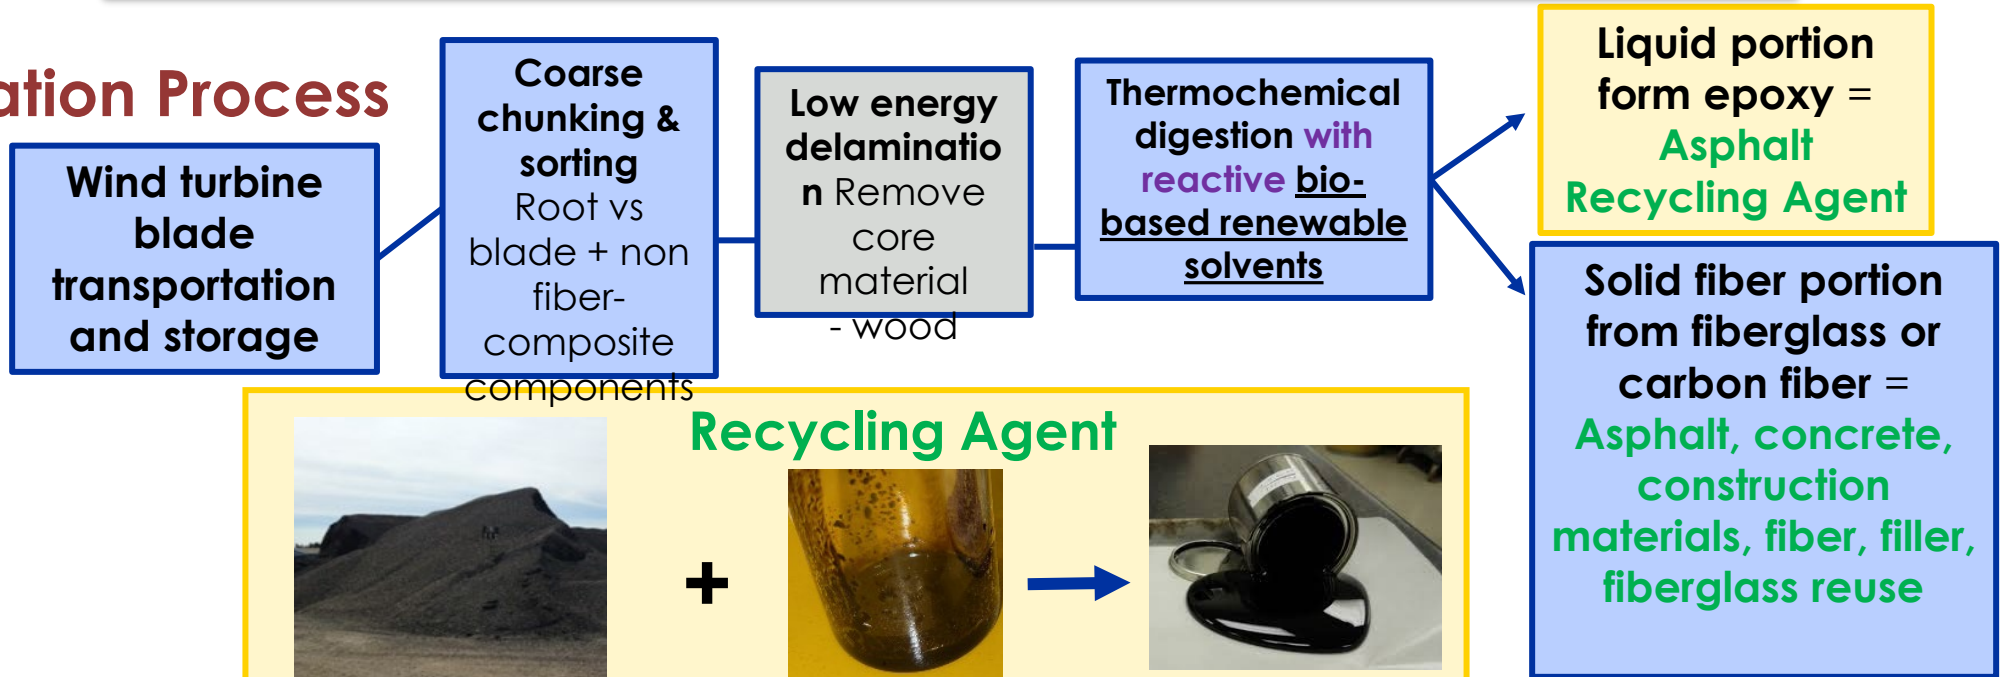 ation Process
Wind turbine
blade
transportation
and storage
Coarse
chunking &
sorting
Root vs
blade + non
fiber-
composite
components
Low energy
delaminatio
n Remove
core
material
- wood
Thermochemical
digestion with
reactive bio-
based renewable
solvents
Liquid portion
form epoxy =
Asphalt
Recycling Agent
Solid fiber portion
from fiberglass or
carbon fiber =
Asphalt, concrete,
construction
materials, fiber, filler,
fiberglass reuse
Recycling Agent
+